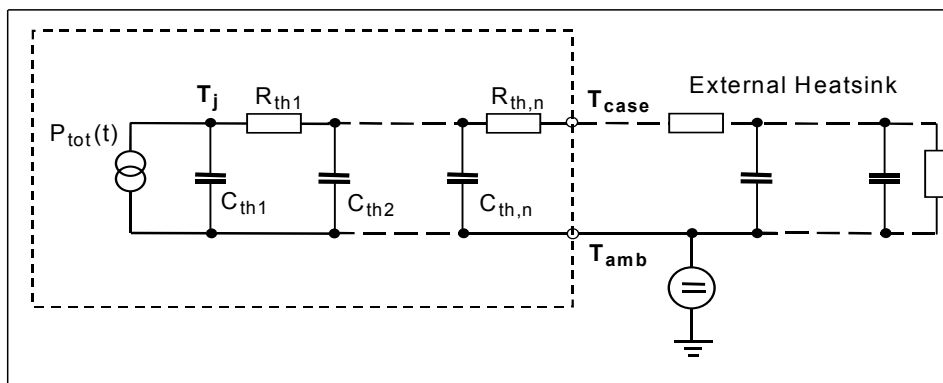 External Heatsink
T_j
R_th1
R_th,n
T_case
P_tot(t)
C_th1
C_th2
C_th,n
T_amb